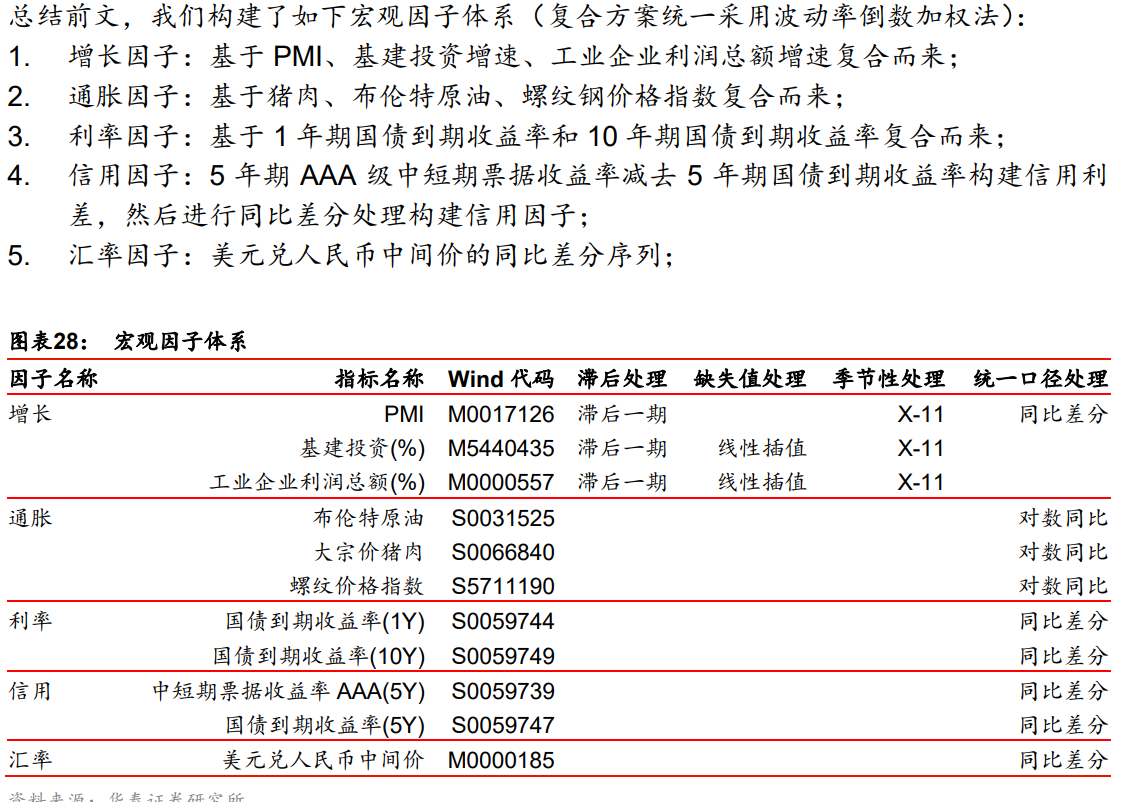 总结前文，我们构建了如下宏观因子体系（复合方案统一采用波动率倒数加权法）：
1. 增长因子：基于 PMI、基建投资增速、工业企业利润总额增速复合而来；
2. 通胀因子：基于猪肉、布伦特原油、螺纹钢价格指数复合而来；
3. 利率因子：基于 1 年期国债到期收益率和 10 年期国债到期收益率复合而来；
4. 信用因子：5 年期 AAA 级中短期票据收益率减去 5 年期国债到期收益率构建信用利
差，然后进行同比差分处理构建信用因子；
5. 汇率因子：美元兑人民币中间价的同比差分序列；
图表28： 宏观因子体系
因子名称 指标名称 Wind 代码 滞后处理 缺失值处理 季节性处理 统一口径处理
增长 PMI M0017126 滞后一期 X-11 同比差分
基建投资(%) M5440435 滞后一期 线性插值 X-11
工业企业利润总额(%) M0000557 滞后一期 线性插值 X-11
通胀 布伦特原油 S0031525 对数同比
大宗价猪肉 S0066840 对数同比
螺纹价格指数 S5711190 对数同比
利率 国债到期收益率(1Y) S0059744 同比差分
国债到期收益率(10Y) S0059749 同比差分
信用 中短期票据收益率 AAA(5Y) S0059739 同比差分
国债到期收益率(5Y) S0059747 同比差分
汇率 美元兑人民币中间价 M0000185 同比差分
资料来源：华泰证券研究所